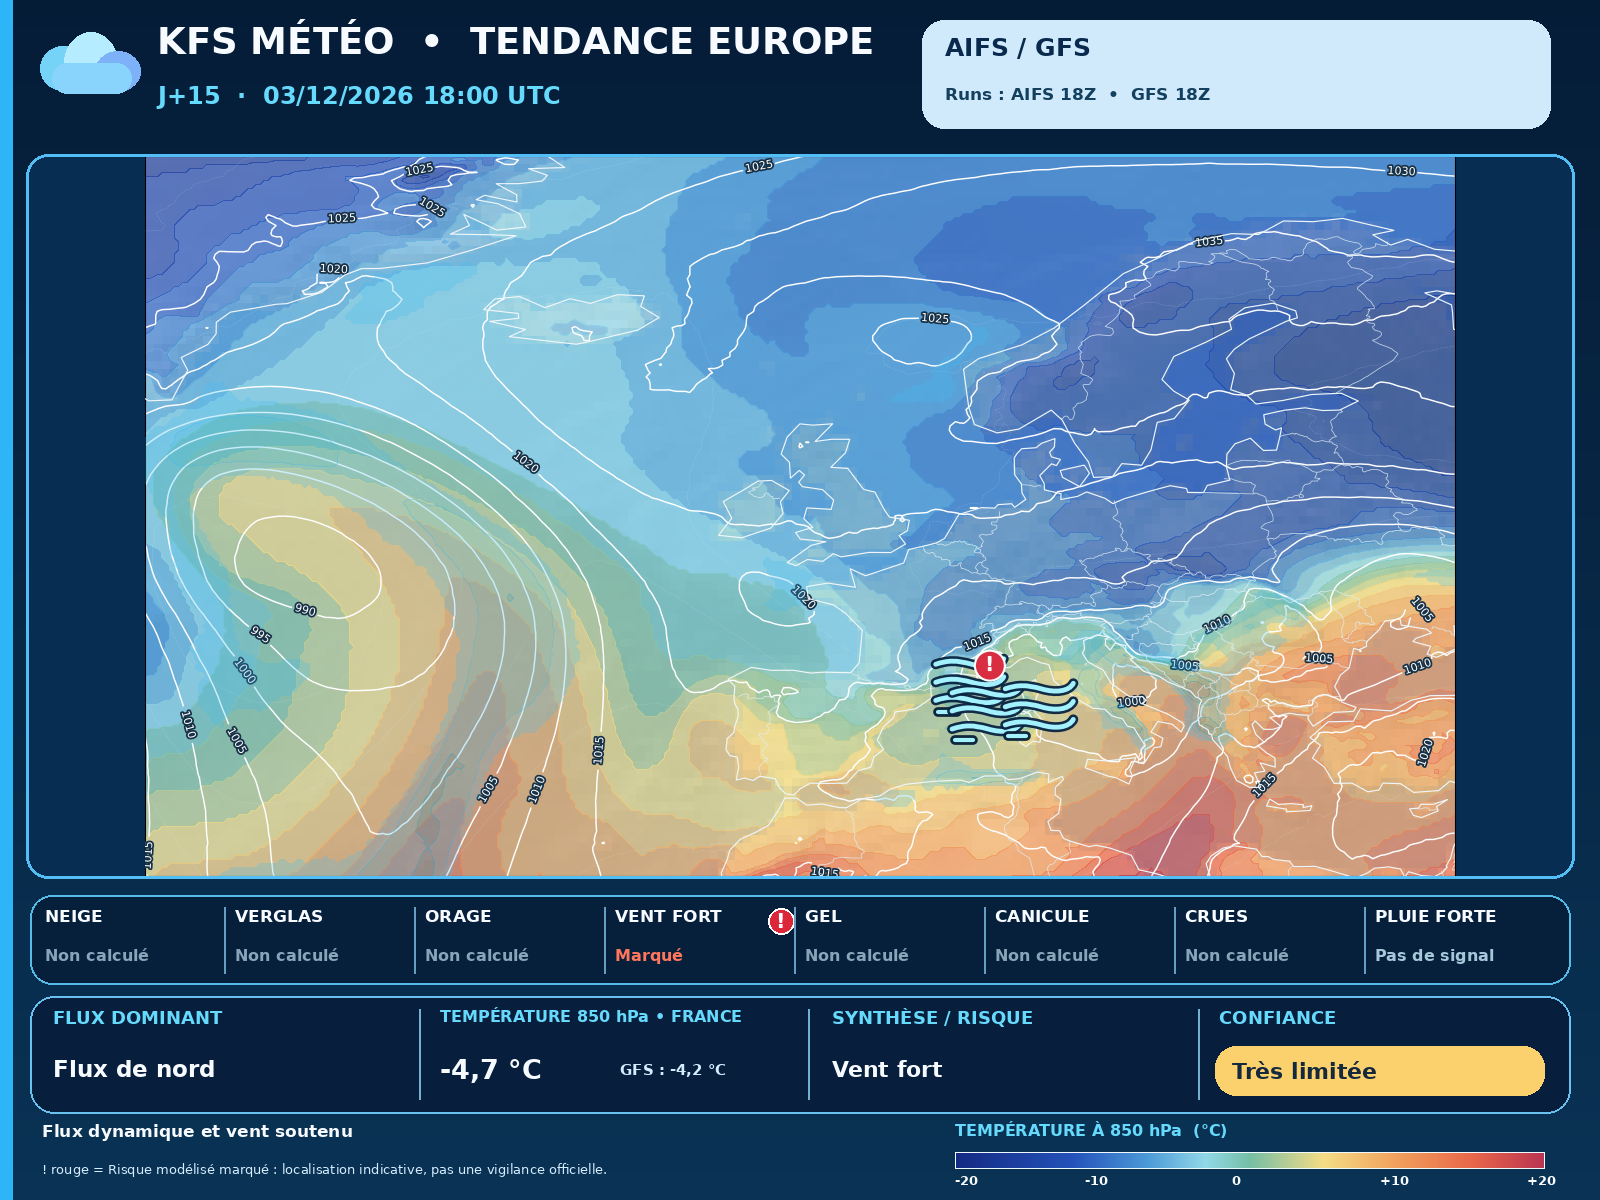 KFS MÉTÉO • TENDANCE EUROPE
J+15 · 03/12/2026 18:00 UTC
AIFS / GFS
Runs : AIFS 18Z • GFS 18Z
1025
1025
1030
1025
1025
1035
1020
1025
1020
1020
990
995
1000
1005
1010
1015
1010
1005
1005
1005
1010
1000
1010
1005
1015
1020
1005
1010
1015
1015
1015
!
NEIGE
Non calculé
VERGLAS
Non calculé
ORAGE
Non calculé
VENT FORT
!
Marqué
GEL
Non calculé
CANICULE
Non calculé
CRUES
Non calculé
PLUIE FORTE
Pas de signal
FLUX DOMINANT
Flux de nord
TEMPÉRATURE 850 hPa • FRANCE
-4,7 °C
GFS : -4,2 °C
SYNTHÈSE / RISQUE
Vent fort
CONFIANCE
Très limitée
Flux dynamique et vent soutenu
! rouge = Risque modélisé marqué : localisation indicative, pas une vigilance officielle.
TEMPÉRATURE À 850 hPa (°C)
-20 -10 0 +10 +20